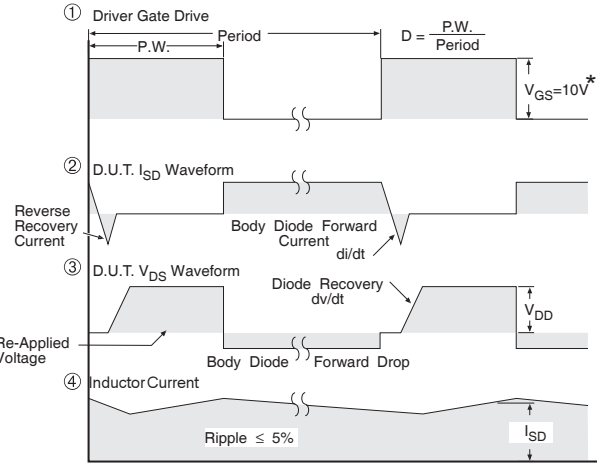 ① Driver Gate Drive
P.W.
Period
D = P.W. / Period
VGS=10V*
② D.U.T. ISD Waveform
Reverse
Recovery
Current
Body Diode Forward
Current
di/dt
③ D.U.T. VDS Waveform
Diode Recovery
dv/dt
VDD
Re-Applied
Voltage
Body Diode Forward Drop
④ Inductor Current
Ripple ≤ 5%
ISD